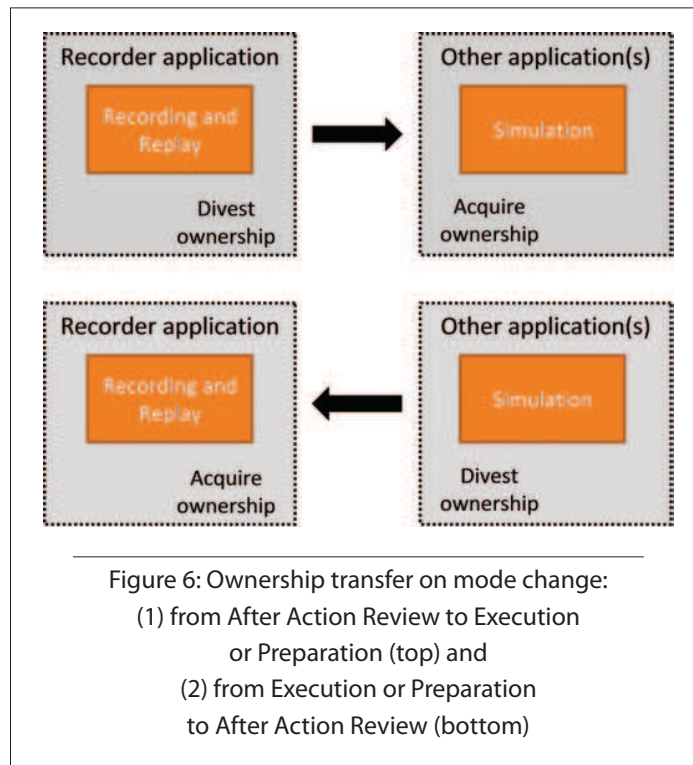 Recorder application
Recording and
Replay
Divest
ownership
Other application(s)
Simulation
Acquire
ownership
Recorder application
Recording and
Replay
Acquire
ownership
Other application(s)
Simulation
Divest
ownership
Figure 6: Ownership transfer on mode change:
(1) from After Action Review to Execution
or Preparation (top) and
(2) from Execution or Preparation
to After Action Review (bottom)